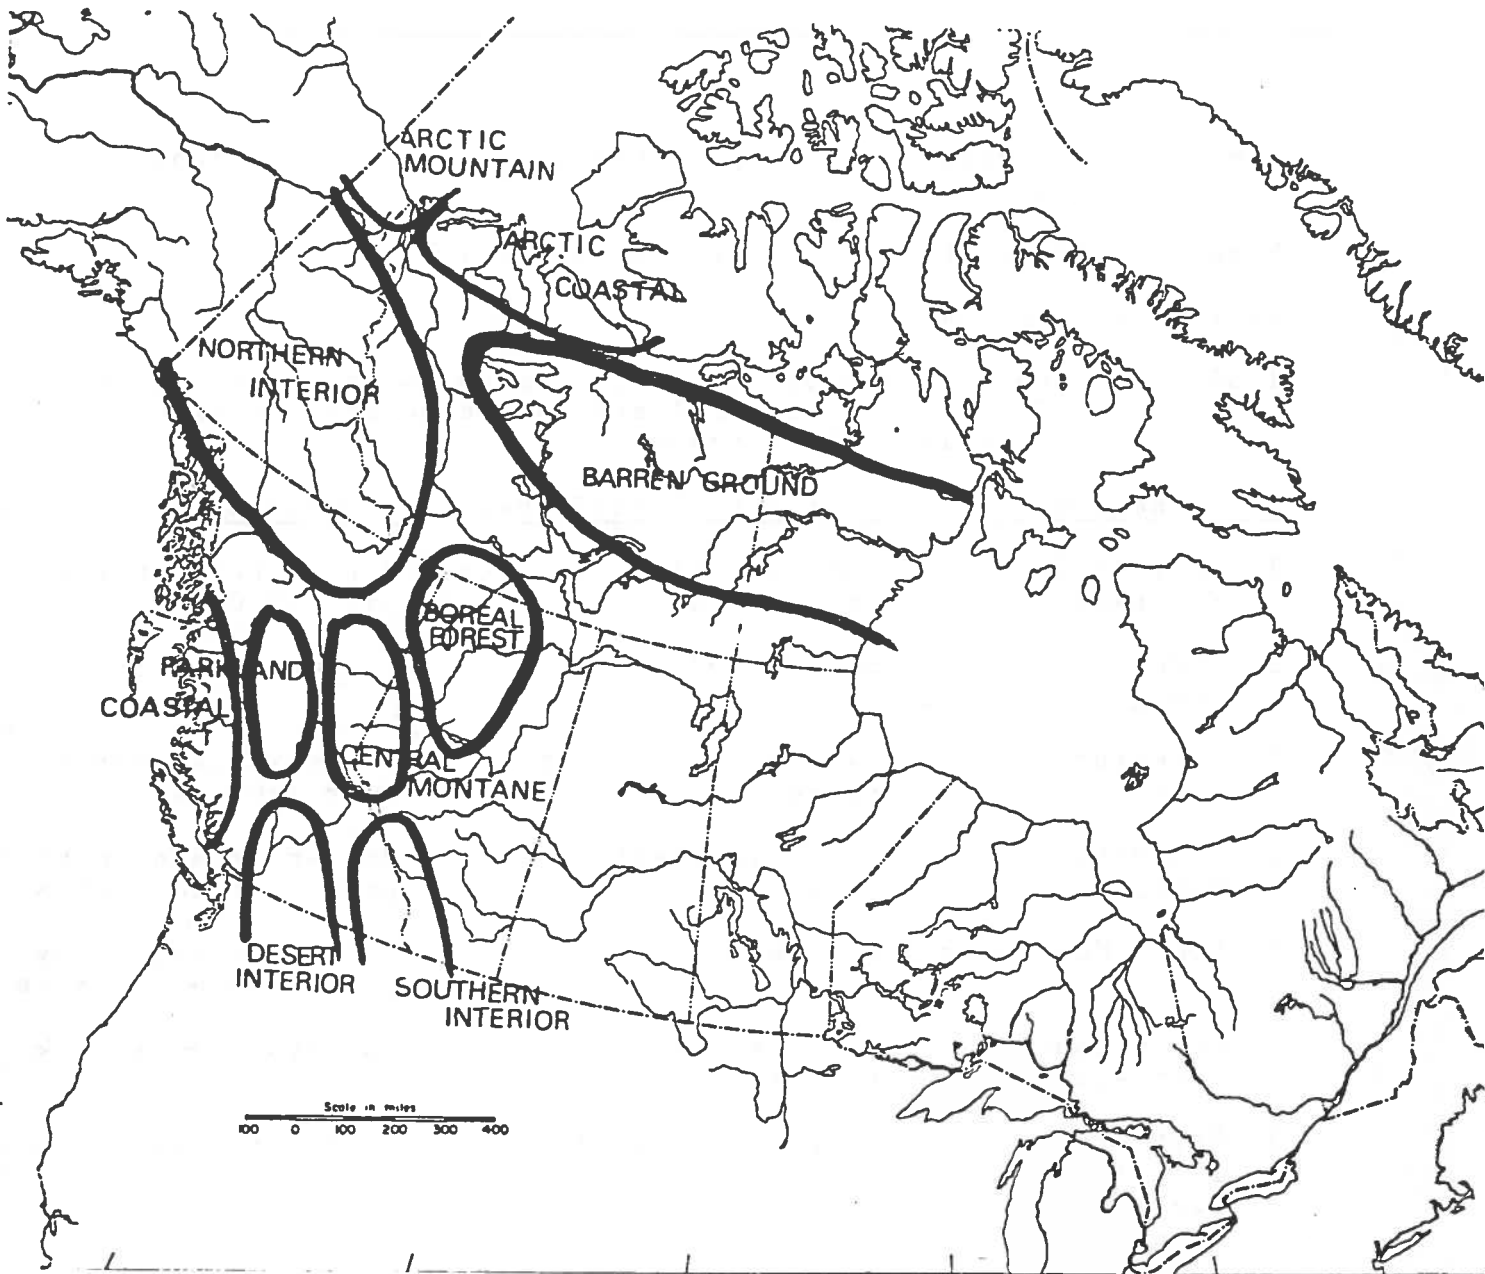 ARCTIC
MOUNTAIN
ARCTIC
COASTAL
NORTHERN
INTERIOR
BARREN GROUND
BOREAL
FOREST
PARKLAND
COASTAL
CENTRAL
MONTANE
DESERT
INTERIOR
SOUTHERN
INTERIOR
Scale in miles
100 0 100 200 300 400